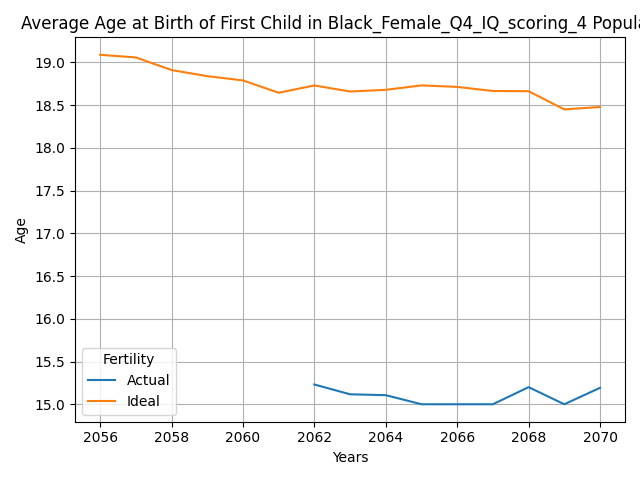 Average Age at Birth of First Child in Black_Female_Q4_IQ_scoring_4 Popula
19.0
18.5
18.0
17.5
17.0
16.5
16.0
15.5
15.0
Age
Fertility
Actual
Ideal
2056 2058 2060 2062 2064 2066 2068 2070
Years